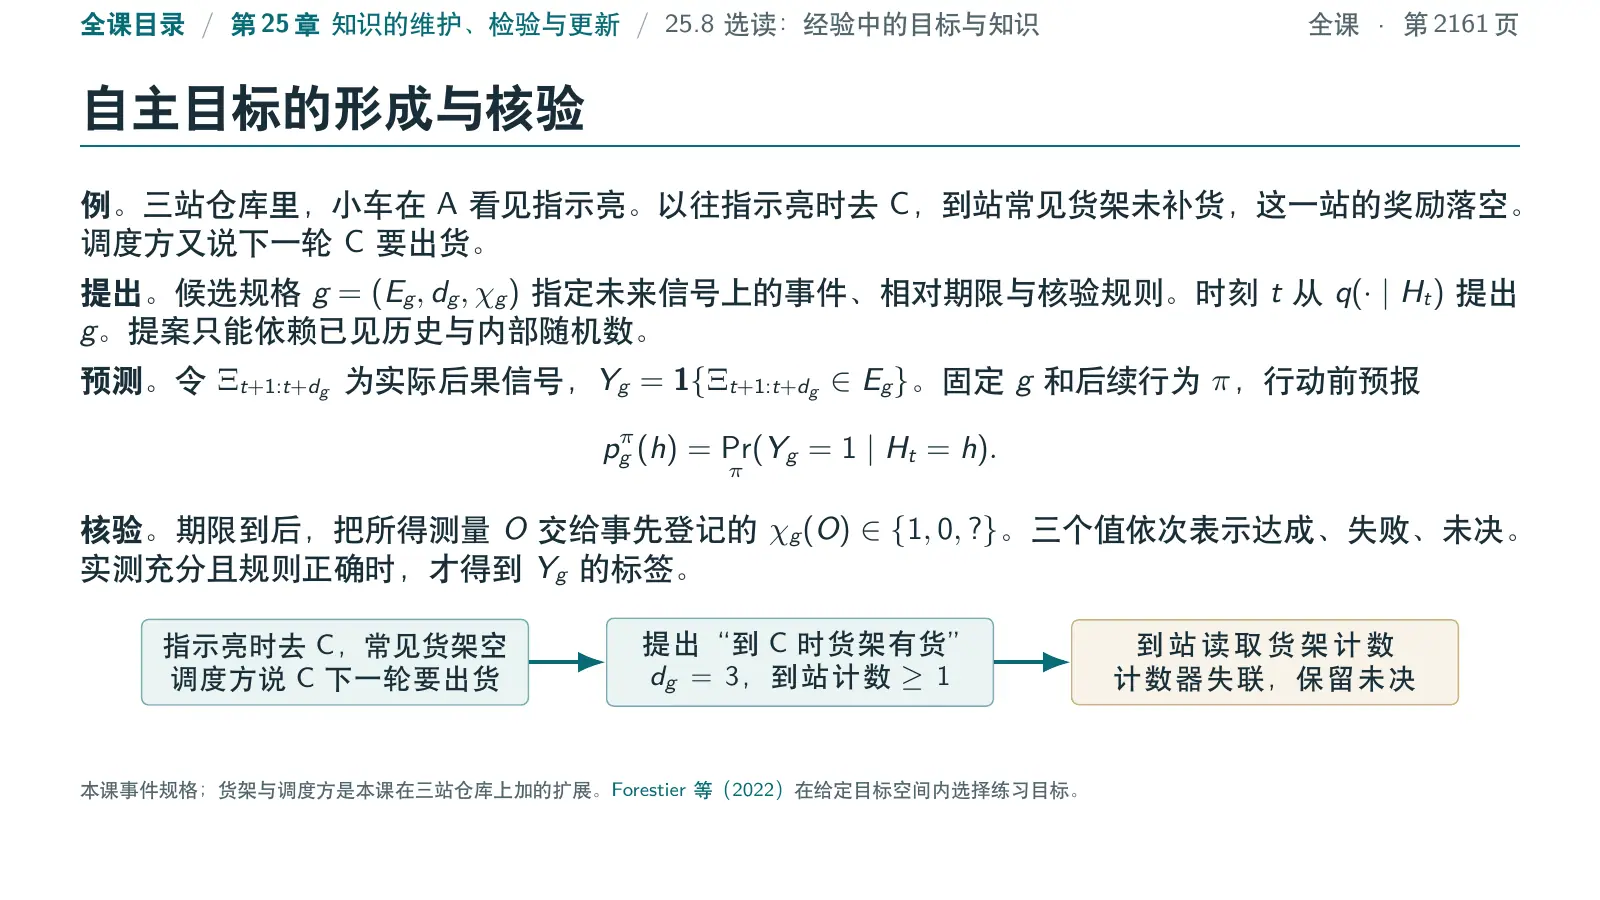 全课目录 / 第 25 章 知识的维护、检验与更新 / 25.8 选读：经验中的目标与知识 全课 · 第 2161 页
自主目标的形成与核验
例。三站仓库里，小车在 A 看见指示亮。以往指示亮时去 C，到站常见货架未补货，这一站的奖励落空。
调度方又说下一轮 C 要出货。
提出。候选规格 g = (E_g, d_g, χ_g) 指定未来信号上的事件、相对期限与核验规则。时刻 t 从 q(· | H_t) 提出
g。提案只能依赖已见历史与内部随机数。
预测。令 Ξ_{t+1:t+d_g} 为实际后果信号，Y_g = 1{Ξ_{t+1:t+d_g} ∈ E_g}。固定 g 和后续行为 π，行动前预报
p_g^π(h) = Pr_π(Y_g = 1 | H_t = h).
核验。期限到后，把所得测量 O 交给事先登记的 χ_g(O) ∈ {1, 0, ?}。三个值依次表示达成、失败、未决。
实测充分且规则正确时，才得到 Y_g 的标签。
指示亮时去 C，常见货架空
调度方说 C 下一轮要出货
提出 “到 C 时货架有货”
d_g = 3，到站计数 ≥ 1
到站读取货架计数
计数器失联，保留未决
本课事件规格；货架与调度方是本课在三站仓库上加的扩展。Forestier 等（2022）在给定目标空间内选择练习目标。